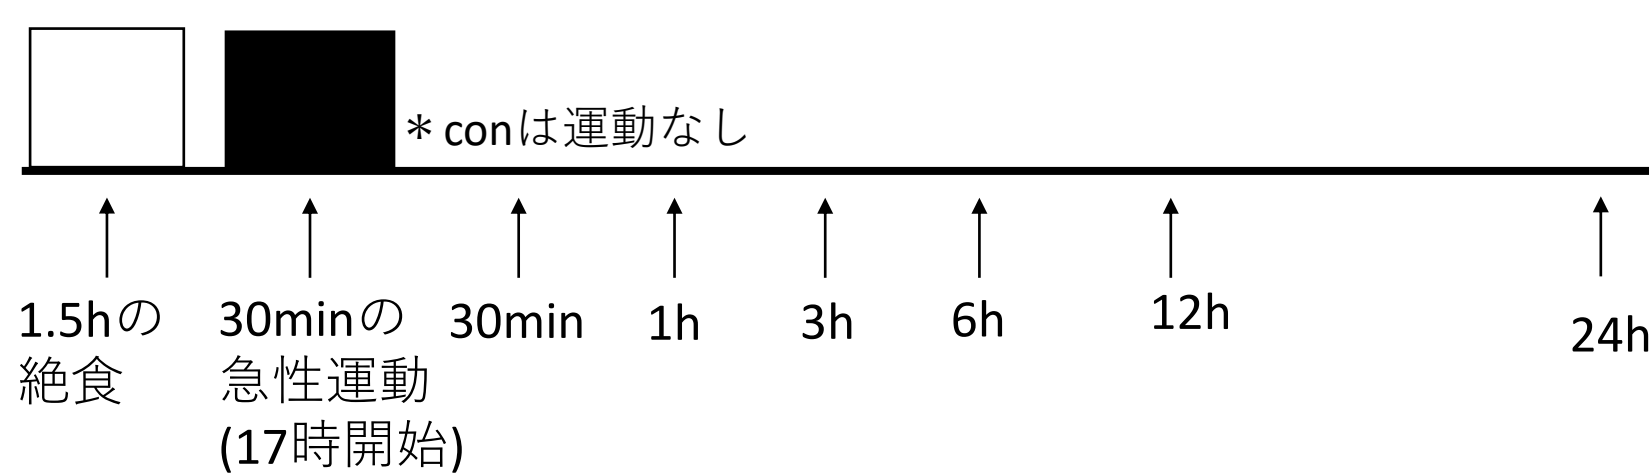 ＊conは運動なし
1.5hの
絶食
30minの
急性運動
(17時開始)
30min
1h
3h
6h
12h
24h